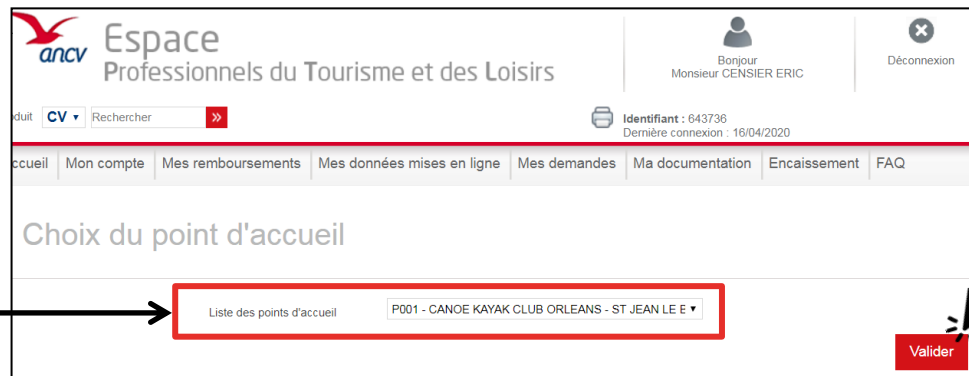 ancv
Espace
Professionnels du Tourisme et des Loisirs
Bonjour
Monsieur CENSIER ERIC
Déconnexion
duit CV Rechercher »
Identifiant : 643736
Dernière connexion : 16/04/2020
ccueil Mon compte Mes remboursements Mes données mises en ligne Mes demandes Ma documentation Encaissement FAQ
Choix du point d'accueil
Liste des points d'accueil P001 - CANOE KAYAK CLUB ORLEANS - ST JEAN LE E
Valider